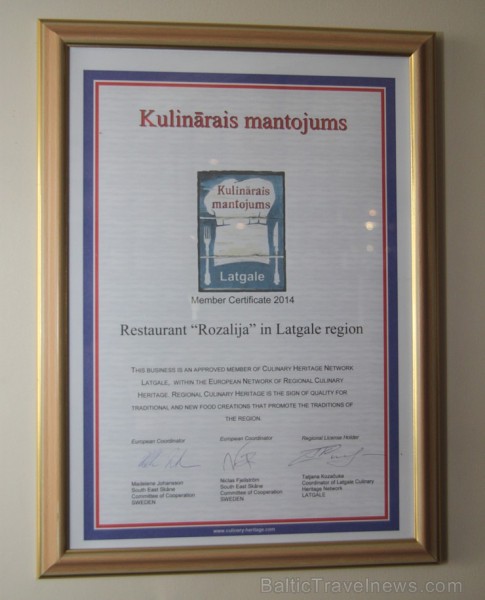 Kulinārais mantojums
Kulinārais
mantojums
Latgale
Member Certificate 2014
Restaurant “Rozalija” in Latgale region
THIS BUSINESS IS AN APPROVED MEMBER OF CULINARY HERITAGE NETWORK
LATGALE, WITHIN THE EUROPEAN NETWORK OF REGIONAL CULINARY
HERITAGE. REGIONAL CULINARY HERITAGE IS THE SIGN OF QUALITY FOR
TRADITIONAL AND NEW FOOD CREATIONS THAT PROMOTE THE TRADITIONS OF
THE REGION.
European Coordinator
European Coordinator
Regional License Holder
Madeleine Johansson
South East Skåne
Committee of Cooperation
SWEDEN
Niclas Fjellström
South East Skåne
Committee of Cooperation
SWEDEN
Tatjana Kozačuka
Coordinator of Latgale Culinary
Heritage Network
LATGALE
www.culinary-heritage.com
© BalticTravelnews.com